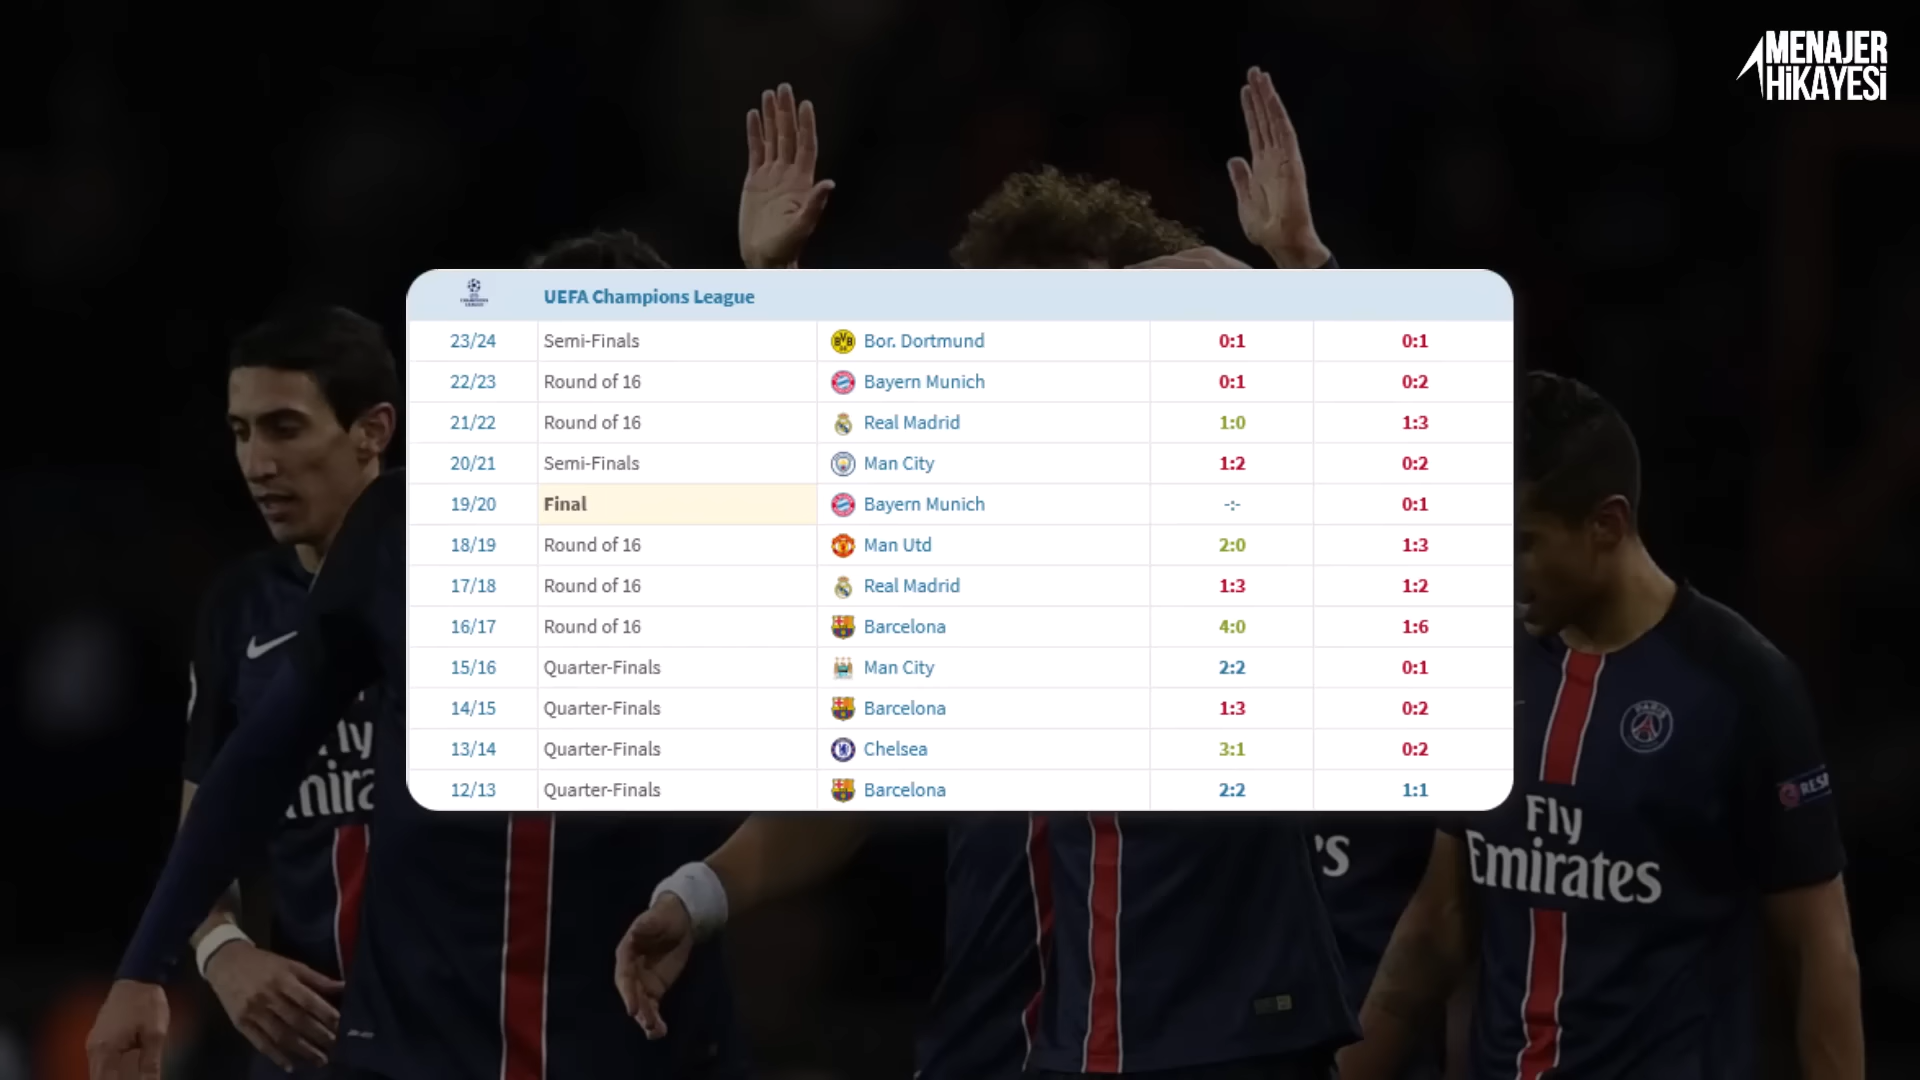 MENAJER
HiKAYESi
UEFA Champions League
23/24 Semi-Finals Bor. Dortmund 0:1 0:1
22/23 Round of 16 Bayern Munich 0:1 0:2
21/22 Round of 16 Real Madrid 1:0 1:3
20/21 Semi-Finals Man City 1:2 0:2
19/20 Final Bayern Munich -:- 0:1
18/19 Round of 16 Man Utd 2:0 1:3
17/18 Round of 16 Real Madrid 1:3 1:2
16/17 Round of 16 Barcelona 4:0 1:6
15/16 Quarter-Finals Man City 2:2 0:1
14/15 Quarter-Finals Barcelona 1:3 0:2
13/14 Quarter-Finals Chelsea 3:1 0:2
12/13 Quarter-Finals Barcelona 2:2 1:1
PARIS
Fly
Emirates